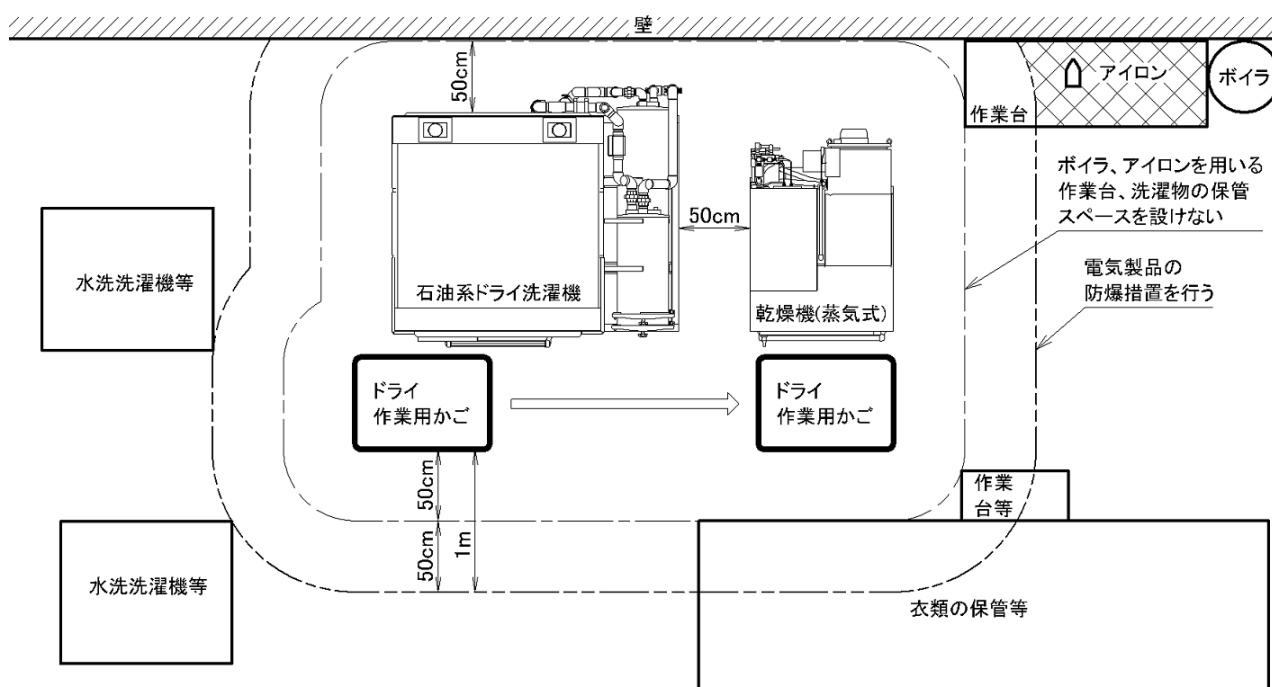 壁
50cm
アイロン
ボイラ
作業台
ボイラ、アイロンを用いる
作業台、洗濯物の保管
スペースを設けない
50cm
電気製品の
防爆措置を行う
水洗洗濯機等
石油系ドライ洗濯機
乾燥機(蒸気式)
ドライ
作業用かご
ドライ
作業用かご
50cm
50cm
1m
作業
台等
水洗洗濯機等
衣類の保管等